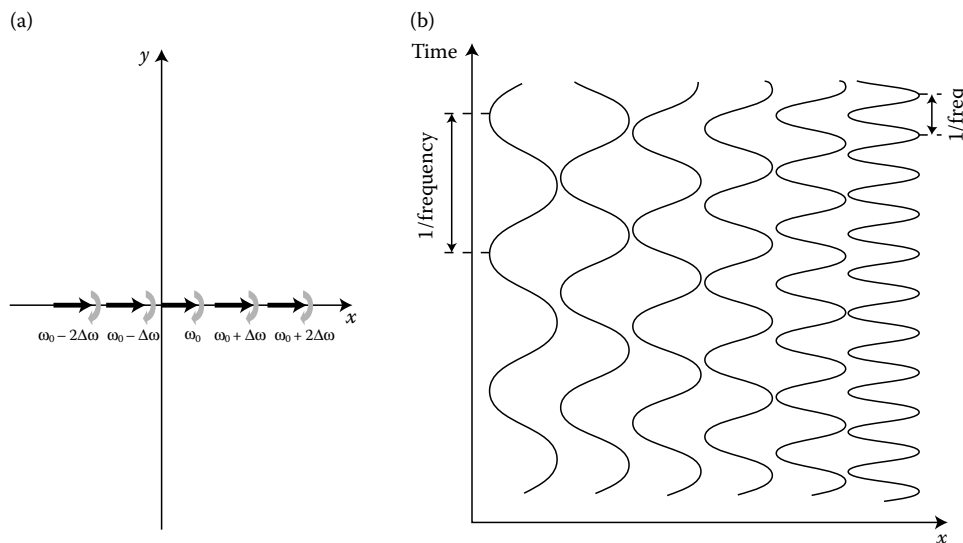 (a)
y
x
ω₀ − 2Δω ω₀ − Δω ω₀ ω₀ + Δω ω₀ + 2Δω
(b)
Time
1/frequency
1/freq
x